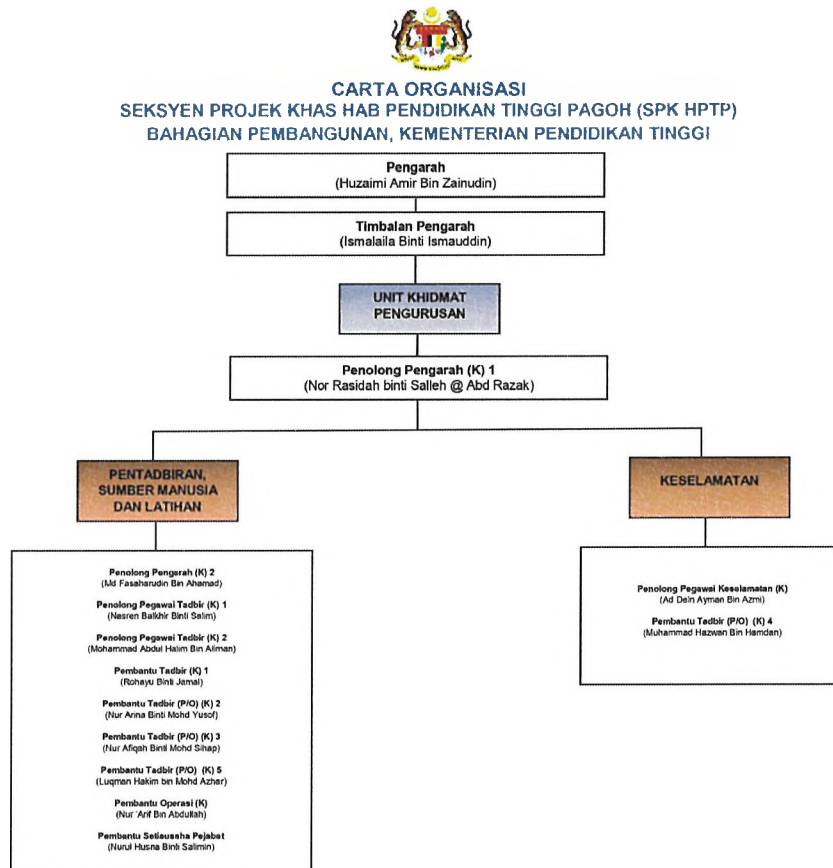 CARTA ORGANISASI
SEKSYEN PROJEK KHAS HAB PENDIDIKAN TINGGI PAGOH (SPK HPTP)
BAHAGIAN PEMBANGUNAN, KEMENTERIAN PENDIDIKAN TINGGI
Pengarah
(Huzaimi Amir Bin Zainudin)
Timbalan Pengarah
(Ismalaila Binti Ismauddin)
UNIT KHIDMAT
PENGURUSAN
Penolong Pengarah (K) 1
(Nor Rasidah binti Salleh @ Abd Razak)
PENTADBIRAN,
SUMBER MANUSIA
DAN LATIHAN
Penolong Pengarah (K) 2
(Md Fasaharudin Bin Ahamad)
Penolong Pegawai Tadbir (K) 1
(Nasren Balkhir Binti Salim)
Penolong Pegawai Tadbir (K) 2
(Mohammad Abdul Halim Bin Aliman)
Pembantu Tadbir (K) 1
(Rohayu Binti Jamal)
Pembantu Tadbir (P/O) (K) 2
(Nur Arina Binti Mohd Yusof)
Pembantu Tadbir (P/O) (K) 3
(Nur Afiqah Binti Mohd Sihap)
Pembantu Tadbir (P/O) (K) 5
(Luqman Hakim bin Mohd Azhar)
Pembantu Operasi (K)
(Nur 'Arif Bin Abdullah)
Pembantu Setiausaha Pejabat
(Nurul Husna Binti Salimin)
KESELAMATAN
Penolong Pegawai Keselamatan (K)
(Ad Dein Ayman Bin Azmi)
Pembantu Tadbir (P/O) (K) 4
(Muhammad Hazwan Bin Hamdan)